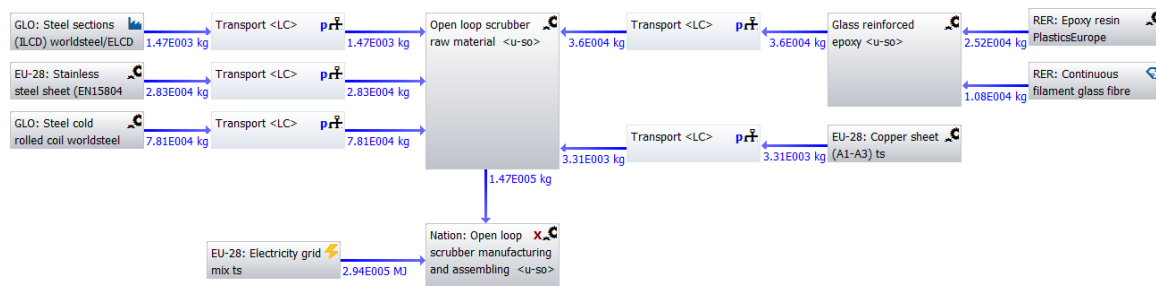 GLO: Steel sections
(ILCD) worldsteel/ELCD
1.47E003 kg
Transport <LC>
p
1.47E003 kg
EU-28: Stainless
steel sheet (EN15804
2.83E004 kg
Transport <LC>
p
2.83E004 kg
GLO: Steel cold
rolled coil worldsteel
7.81E004 kg
Transport <LC>
p
7.81E004 kg
Open loop scrubber
raw material <u-so>
3.6E004 kg
Transport <LC>
p
3.6E004 kg
Glass reinforced
epoxy <u-so>
2.52E004 kg
RER: Epoxy resin
PlasticsEurope
1.08E004 kg
RER: Continuous
filament glass fibre
3.31E003 kg
Transport <LC>
p
3.31E003 kg
EU-28: Copper sheet
(A1-A3) ts
1.47E005 kg
EU-28: Electricity grid
mix ts
2.94E005 MJ
Nation: Open loop X
scrubber manufacturing
and assembling <u-so>